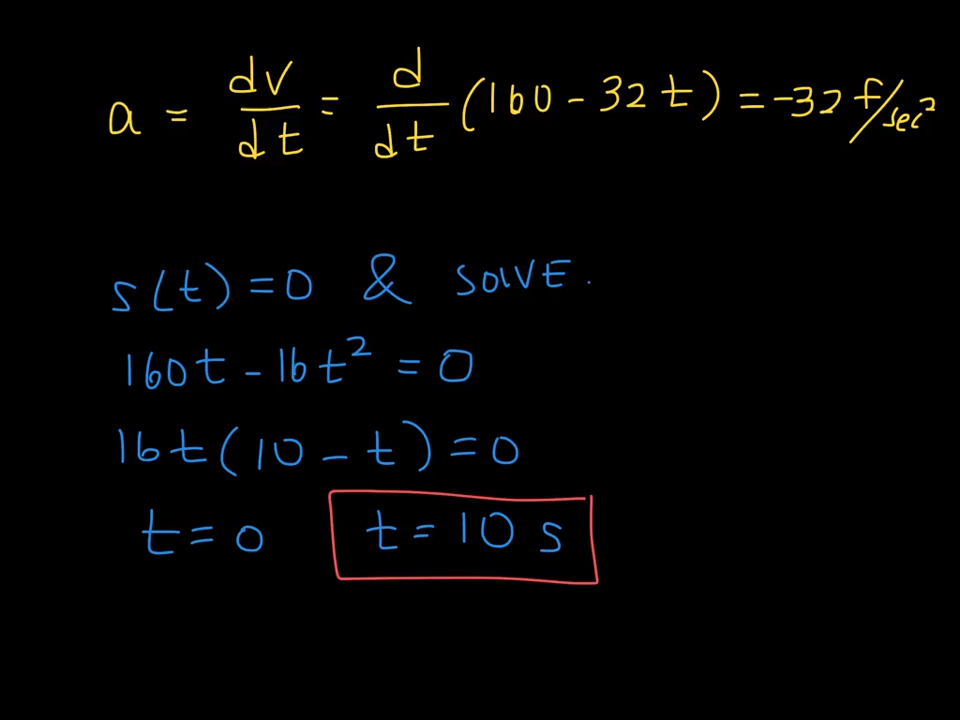 a = dv/dt = d/dt (160 - 32t) = -32 f/sec²
s(t) = 0 & SOLVE.
160t - 16t² = 0
16t(10 - t) = 0
t = 0 t = 10 s